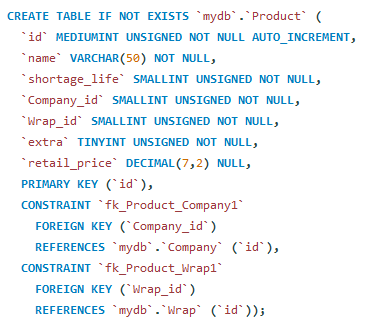 CREATE TABLE IF NOT EXISTS `mydb`.`Product` (
`id` MEDIUMINT UNSIGNED NOT NULL AUTO_INCREMENT,
`name` VARCHAR(50) NOT NULL,
`shortage_life` SMALLINT UNSIGNED NOT NULL,
`Company_id` SMALLINT UNSIGNED NOT NULL,
`Wrap_id` SMALLINT UNSIGNED NOT NULL,
`extra` TINYINT UNSIGNED NOT NULL,
`retail_price` DECIMAL(7,2) NULL,
PRIMARY KEY (`id`),
CONSTRAINT `fk_Product_Company1`
FOREIGN KEY (`Company_id`)
REFERENCES `mydb`.`Company` (`id`),
CONSTRAINT `fk_Product_Wrap1`
FOREIGN KEY (`Wrap_id`)
REFERENCES `mydb`.`Wrap` (`id`));